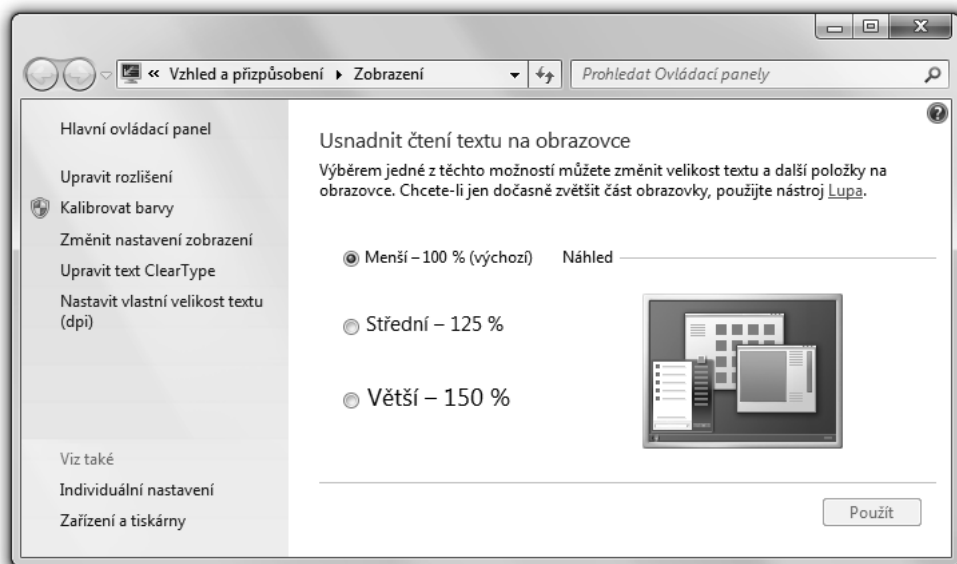 « Vzhled a přizpůsobení ▸ Zobrazení
Prohledat Ovládací panely
Hlavní ovládací panel
Upravit rozlišení
Kalibrovat barvy
Změnit nastavení zobrazení
Upravit text ClearType
Nastavit vlastní velikost textu
(dpi)
Viz také
Individuální nastavení
Zařízení a tiskárny
Usnadnit čtení textu na obrazovce
Výběrem jedné z těchto možností můžete změnit velikost textu a další položky na
obrazovce. Chcete-li jen dočasně zvětšit část obrazovky, použijte nástroj Lupa.
Menší – 100 % (výchozí)
Náhled
Střední – 125 %
Větší – 150 %
Použít